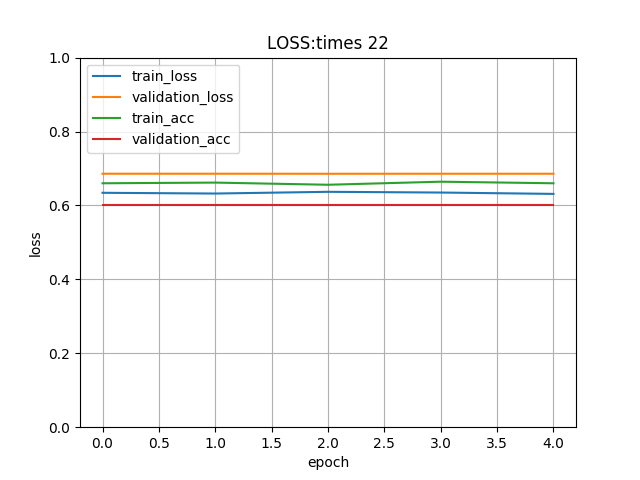 LOSS:times 22
1.0
0.8
0.6
0.4
0.2
0.0
loss
train_loss
validation_loss
train_acc
validation_acc
0.0 0.5 1.0 1.5 2.0 2.5 3.0 3.5 4.0
epoch